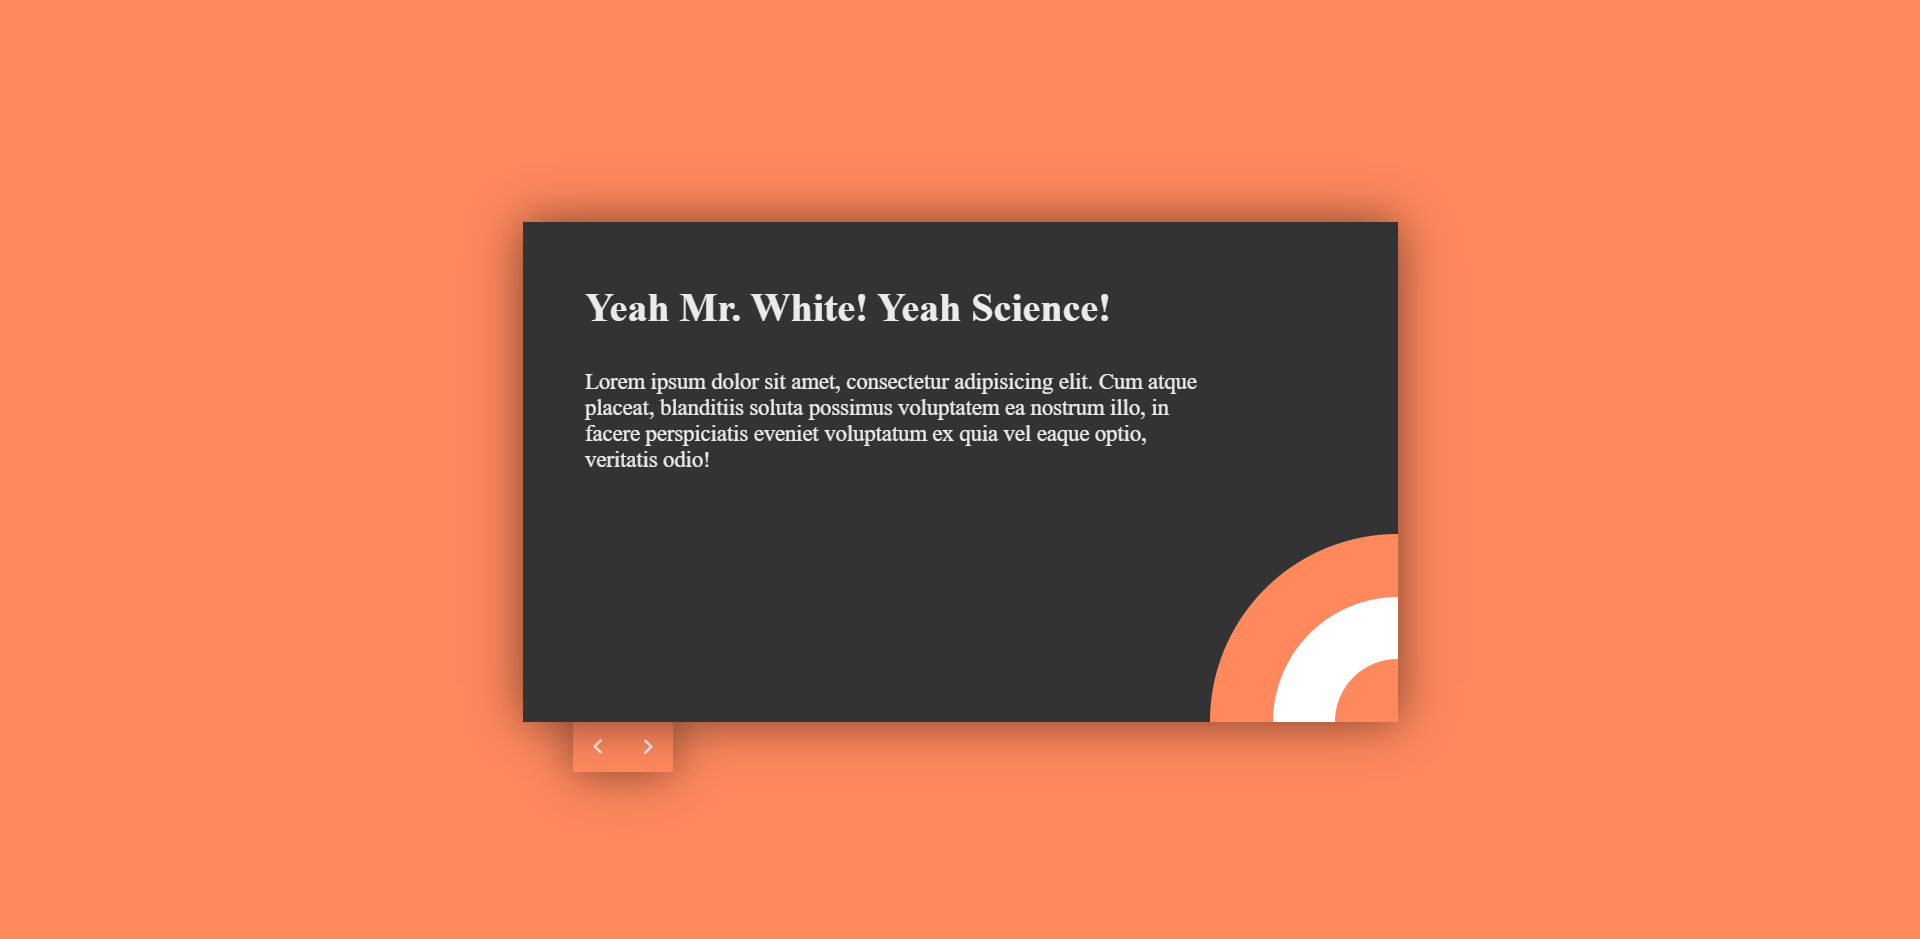 Yeah Mr. White! Yeah Science!
Lorem ipsum dolor sit amet, consectetur adipisicing elit. Cum atque
placeat, blanditiis soluta possimus voluptatem ea nostrum illo, in
facere perspiciatis eveniet voluptatum ex quia vel eaque optio,
veritatis odio!